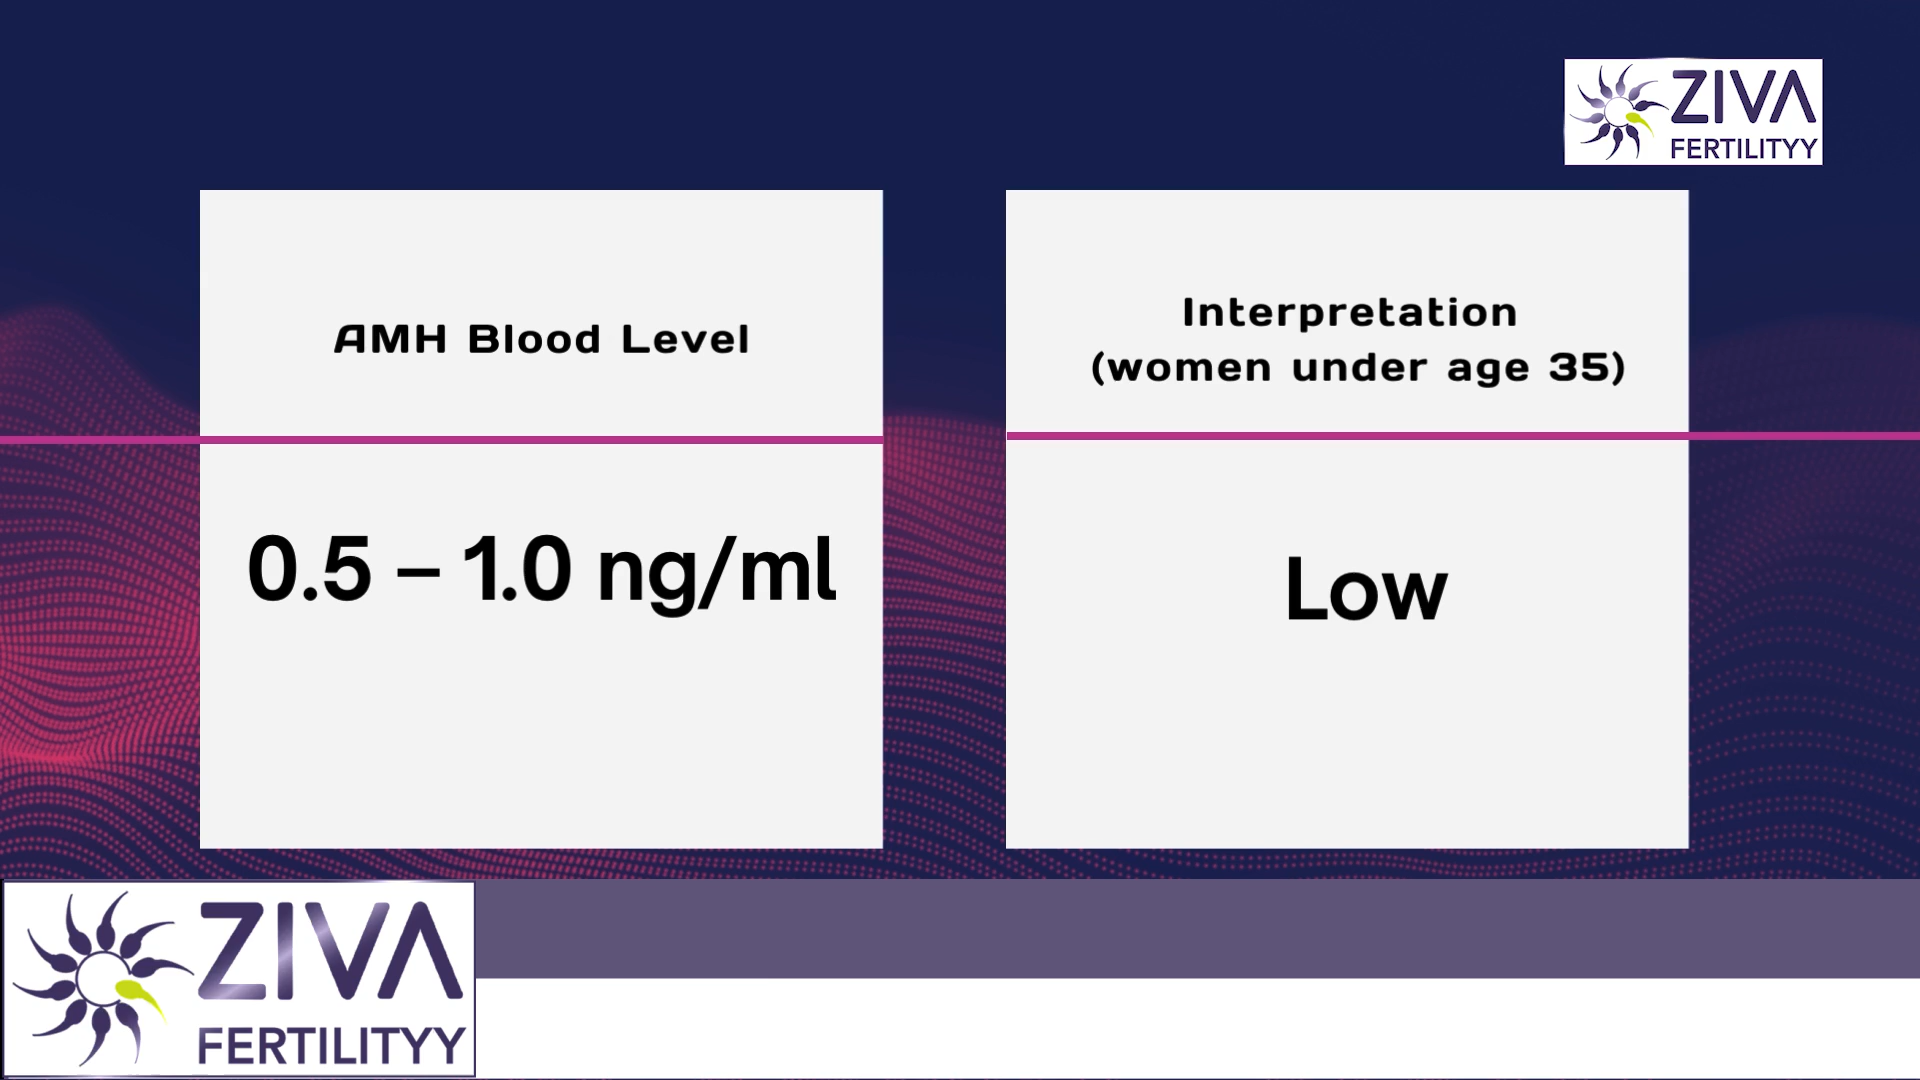 ZIVA
FERTILITYY
AMH Blood Level
Interpretation
(women under age 35)
0.5 – 1.0 ng/ml
Low
ZIVA
FERTILITYY